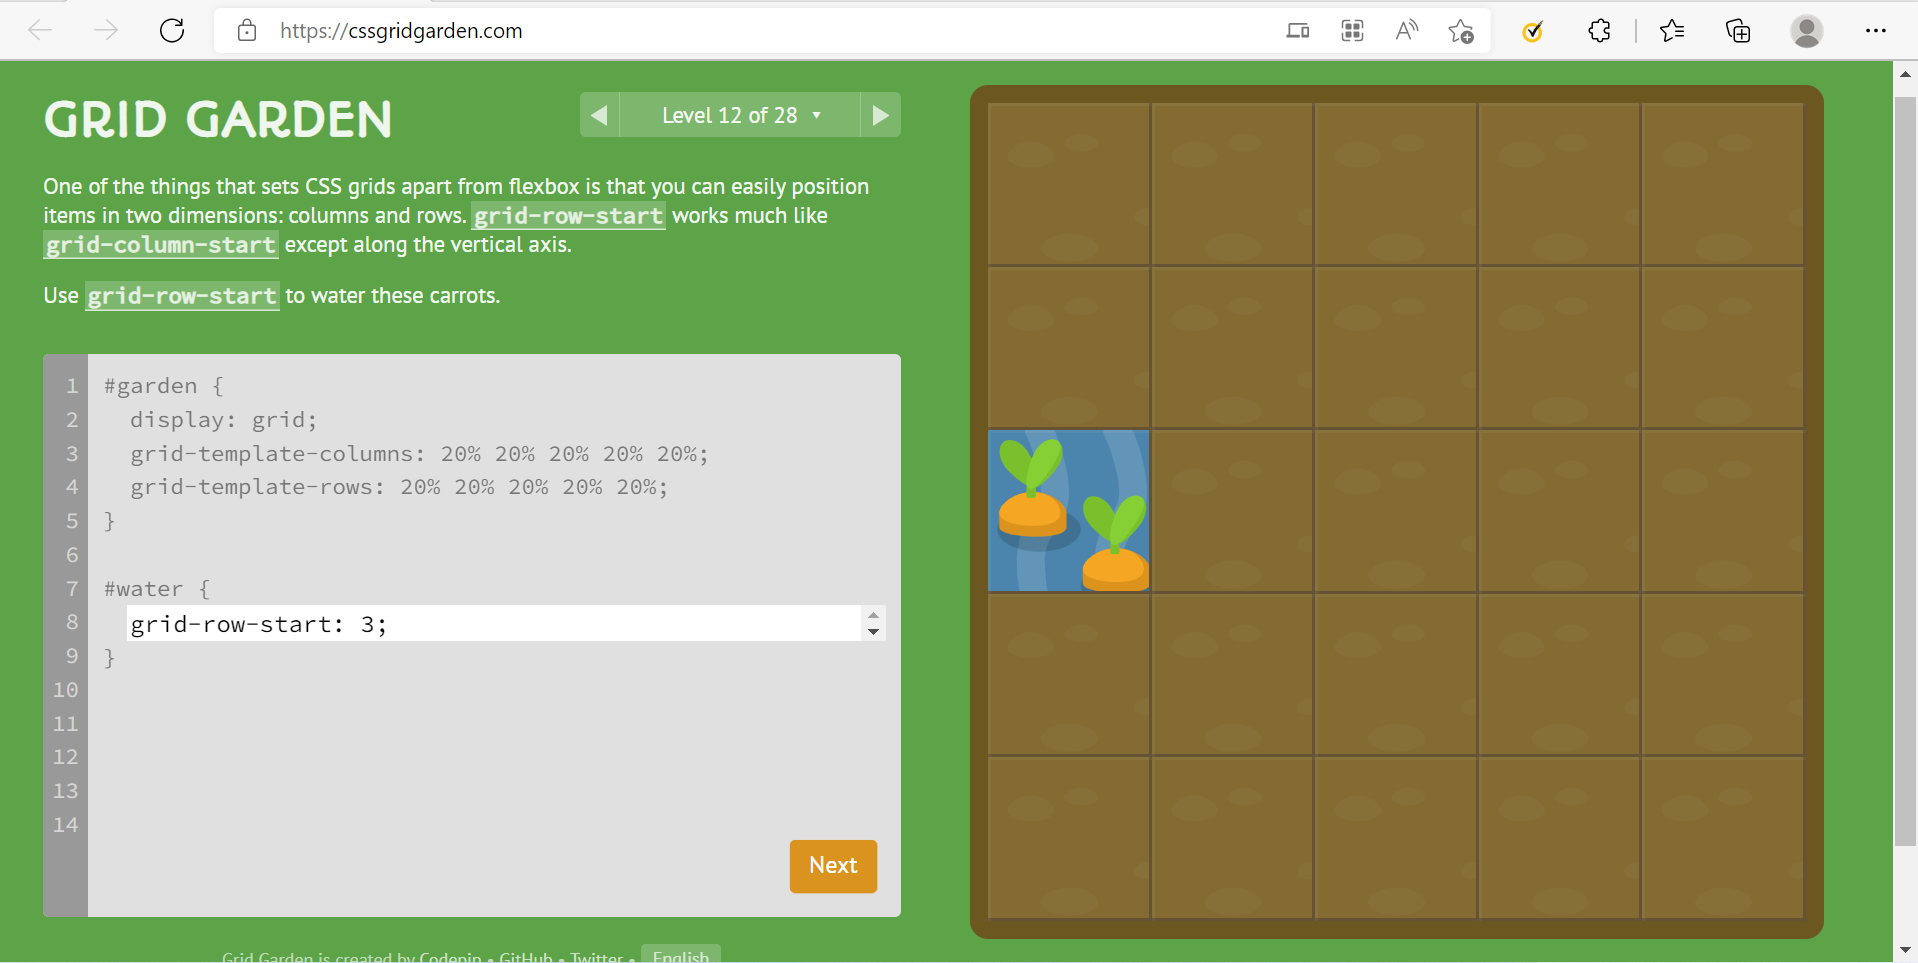 https://cssgridgarden.com
GRID GARDEN
Level 12 of 28
One of the things that sets CSS grids apart from flexbox is that you can easily position
items in two dimensions: columns and rows. grid-row-start works much like
grid-column-start except along the vertical axis.
Use grid-row-start to water these carrots.
1 #garden {
2 display: grid;
3 grid-template-columns: 20% 20% 20% 20% 20%;
4 grid-template-rows: 20% 20% 20% 20% 20%;
5 }
6
7 #water {
8 grid-row-start: 3;
9 }
10
11
12
13
14
Next
Grid Garden is created by Codepip • GitHub • Twitter • English